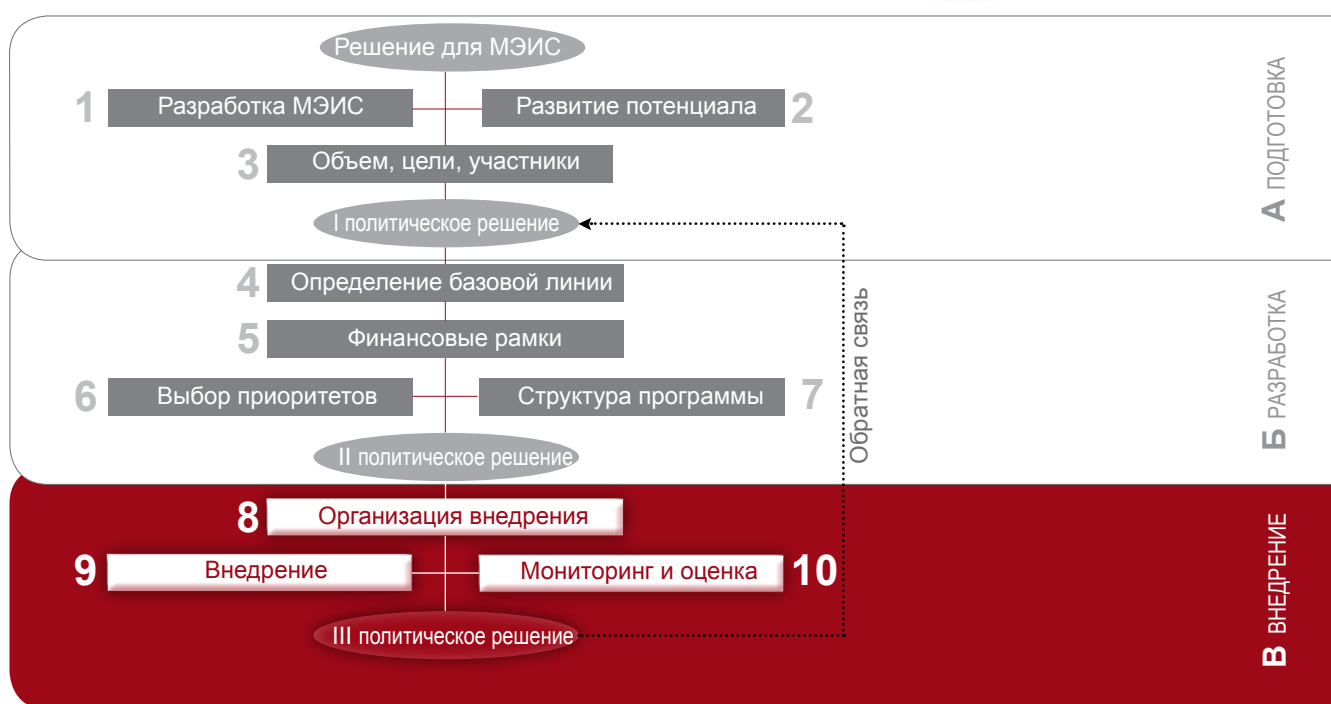 Решение для МЭИС
1 Разработка МЭИС
Развитие потенциала 2
3 Объем, цели, участники
I политическое решение
А ПОДГОТОВКА
4 Определение базовой линии
5 Финансовые рамки
6 Выбор приоритетов
Структура программы 7
II политическое решение
Б РАЗРАБОТКА
Обратная связь
8 Организация внедрения
9 Внедрение
Мониторинг и оценка 10
III политическое решение
В ВНЕДРЕНИЕ